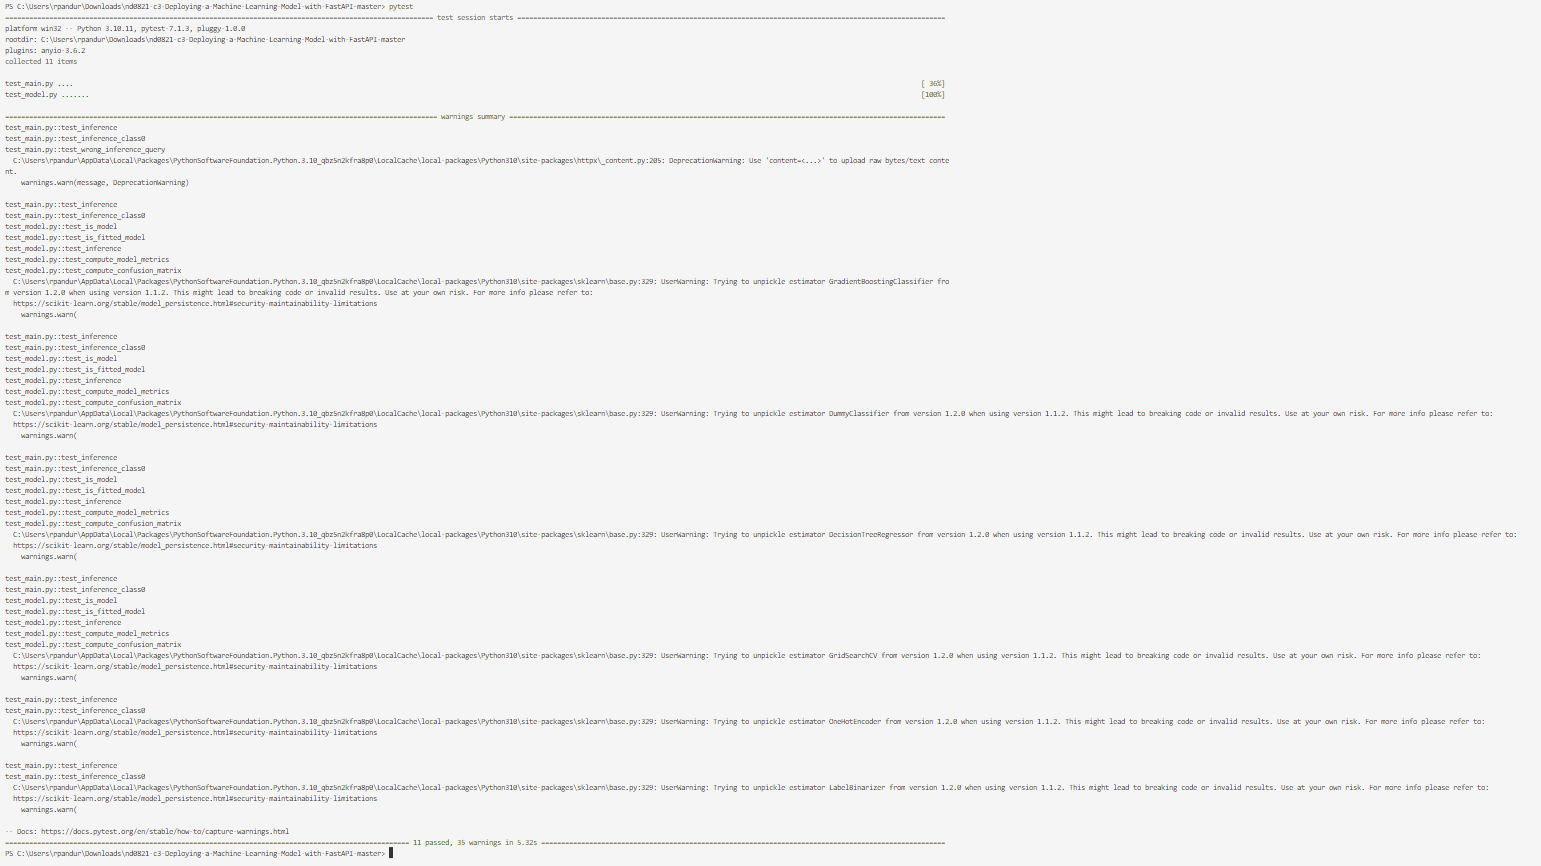 PS C:\Users\rpandur\Downloads\nd0821-c3-Deploying-a-Machine-Learning-Model-with-FastAPI-master> pytest
================================================ test session starts ================================================
platform win32 -- Python 3.10.11, pytest-7.1.3, pluggy-1.0.0
rootdir: C:\Users\rpandur\Downloads\nd0821-c3-Deploying-a-Machine-Learning-Model-with-FastAPI-master
plugins: anyio-3.6.2
collected 11 items
test_main.py .... [ 36%]
test_model.py ....... [100%]
================================================ warnings summary ================================================
test_main.py::test_inference
test_main.py::test_inference_class0
test_main.py::test_wrong_inference_query
C:\Users\rpandur\AppData\Local\Packages\PythonSoftwareFoundation.Python.3.10_qbz5n2kfra8p0\LocalCache\local-packages\Python310\site-packages\httpx\_content.py:205: DeprecationWarning: Use 'content=<...>' to upload raw bytes/text conte
nt.
warnings.warn(message, DeprecationWarning)
test_main.py::test_inference
test_main.py::test_inference_class0
test_model.py::test_is_model
test_model.py::test_is_fitted_model
test_model.py::test_inference
test_model.py::test_compute_model_metrics
test_model.py::test_compute_confusion_matrix
C:\Users\rpandur\AppData\Local\Packages\PythonSoftwareFoundation.Python.3.10_qbz5n2kfra8p0\LocalCache\local-packages\Python310\site-packages\sklearn\base.py:329: UserWarning: Trying to unpickle estimator GradientBoostingClassifier fro
m version 1.2.0 when using version 1.1.2. This might lead to breaking code or invalid results. Use at your own risk. For more info please refer to:
https://scikit-learn.org/stable/model_persistence.html#security-maintainability-limitations
warnings.warn(
test_main.py::test_inference
test_main.py::test_inference_class0
test_model.py::test_is_model
test_model.py::test_is_fitted_model
test_model.py::test_inference
test_model.py::test_compute_model_metrics
test_model.py::test_compute_confusion_matrix
C:\Users\rpandur\AppData\Local\Packages\PythonSoftwareFoundation.Python.3.10_qbz5n2kfra8p0\LocalCache\local-packages\Python310\site-packages\sklearn\base.py:329: UserWarning: Trying to unpickle estimator DummyClassifier from version 1.2.0 when using version 1.1.2. This might lead to breaking code or invalid results. Use at your own risk. For more info please refer to:
https://scikit-learn.org/stable/model_persistence.html#security-maintainability-limitations
warnings.warn(
test_main.py::test_inference
test_main.py::test_inference_class0
test_model.py::test_is_model
test_model.py::test_is_fitted_model
test_model.py::test_inference
test_model.py::test_compute_model_metrics
test_model.py::test_compute_confusion_matrix
C:\Users\rpandur\AppData\Local\Packages\PythonSoftwareFoundation.Python.3.10_qbz5n2kfra8p0\LocalCache\local-packages\Python310\site-packages\sklearn\base.py:329: UserWarning: Trying to unpickle estimator DecisionTreeRegressor from version 1.2.0 when using version 1.1.2. This might lead to breaking code or invalid results. Use at your own risk. For more info please refer to:
https://scikit-learn.org/stable/model_persistence.html#security-maintainability-limitations
warnings.warn(
test_main.py::test_inference
test_main.py::test_inference_class0
test_model.py::test_is_model
test_model.py::test_is_fitted_model
test_model.py::test_inference
test_model.py::test_compute_model_metrics
test_model.py::test_compute_confusion_matrix
C:\Users\rpandur\AppData\Local\Packages\PythonSoftwareFoundation.Python.3.10_qbz5n2kfra8p0\LocalCache\local-packages\Python310\site-packages\sklearn\base.py:329: UserWarning: Trying to unpickle estimator GridSearchCV from version 1.2.0 when using version 1.1.2. This might lead to breaking code or invalid results. Use at your own risk. For more info please refer to:
https://scikit-learn.org/stable/model_persistence.html#security-maintainability-limitations
warnings.warn(
test_main.py::test_inference
test_main.py::test_inference_class0
C:\Users\rpandur\AppData\Local\Packages\PythonSoftwareFoundation.Python.3.10_qbz5n2kfra8p0\LocalCache\local-packages\Python310\site-packages\sklearn\base.py:329: UserWarning: Trying to unpickle estimator OneHotEncoder from version 1.2.0 when using version 1.1.2. This might lead to breaking code or invalid results. Use at your own risk. For more info please refer to:
https://scikit-learn.org/stable/model_persistence.html#security-maintainability-limitations
warnings.warn(
test_main.py::test_inference
test_main.py::test_inference_class0
C:\Users\rpandur\AppData\Local\Packages\PythonSoftwareFoundation.Python.3.10_qbz5n2kfra8p0\LocalCache\local-packages\Python310\site-packages\sklearn\base.py:329: UserWarning: Trying to unpickle estimator LabelBinarizer from version 1.2.0 when using version 1.1.2. This might lead to breaking code or invalid results. Use at your own risk. For more info please refer to:
https://scikit-learn.org/stable/model_persistence.html#security-maintainability-limitations
warnings.warn(
-- Docs: https://docs.pytest.org/en/stable/how-to/capture-warnings.html
================================================ 11 passed, 35 warnings in 5.32s ================================================
PS C:\Users\rpandur\Downloads\nd0821-c3-Deploying-a-Machine-Learning-Model-with-FastAPI-master>